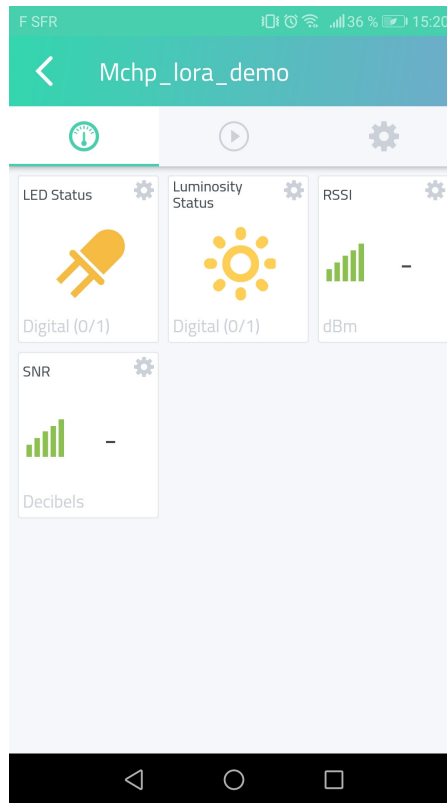 F SFR 36 % 15:20
Mchp_lora_demo
LED Status
Digital (0/1)
Luminosity
Status
Digital (0/1)
RSSI
-
dBm
SNR
-
Decibels